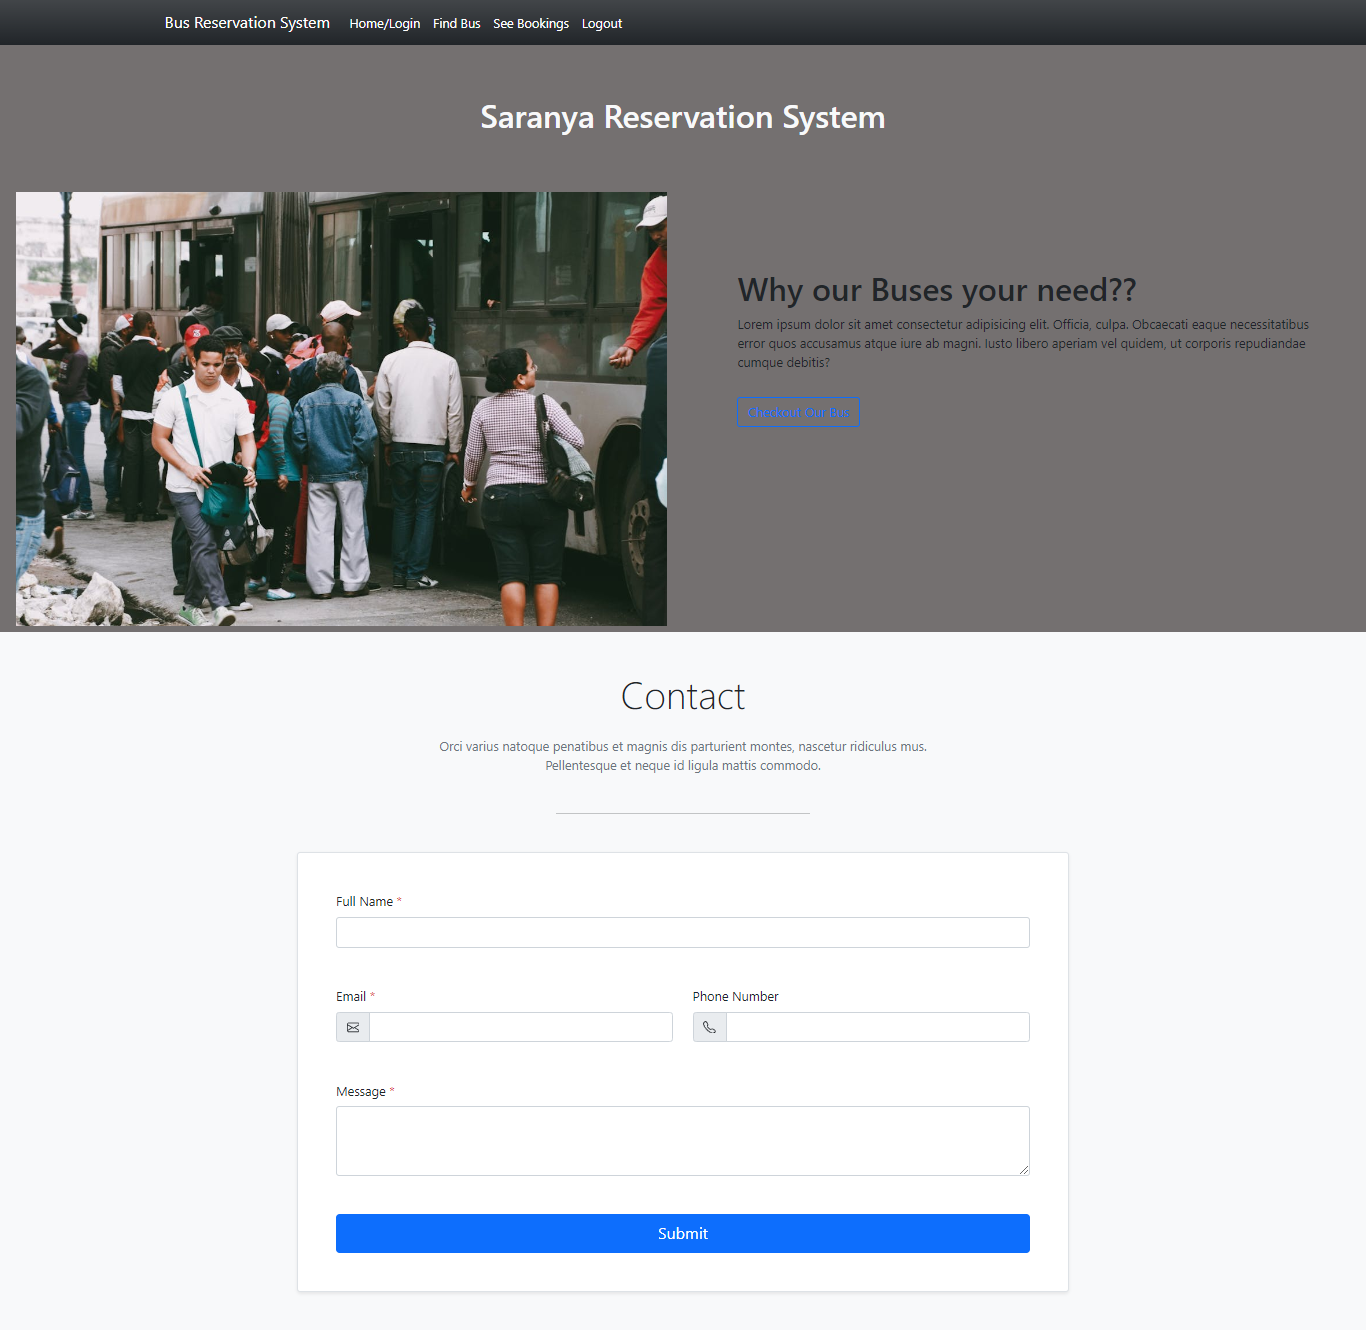 Bus Reservation System Home/Login Find Bus See Bookings Logout
Saranya Reservation System
Why our Buses your need??
Lorem ipsum dolor sit amet consectetur adipisicing elit. Officia, culpa. Obcaecati eaque necessitatibus
error quos accusamus atque iure ab magni. Iusto libero aperiam vel quidem, ut corporis repudiandae
cumque debitis?
Checkout Our Bus
Contact
Orci varius natoque penatibus et magnis dis parturient montes, nascetur ridiculus mus.
Pellentesque et neque id ligula mattis commodo.
Full Name *
Email *
Phone Number
Message *
Submit